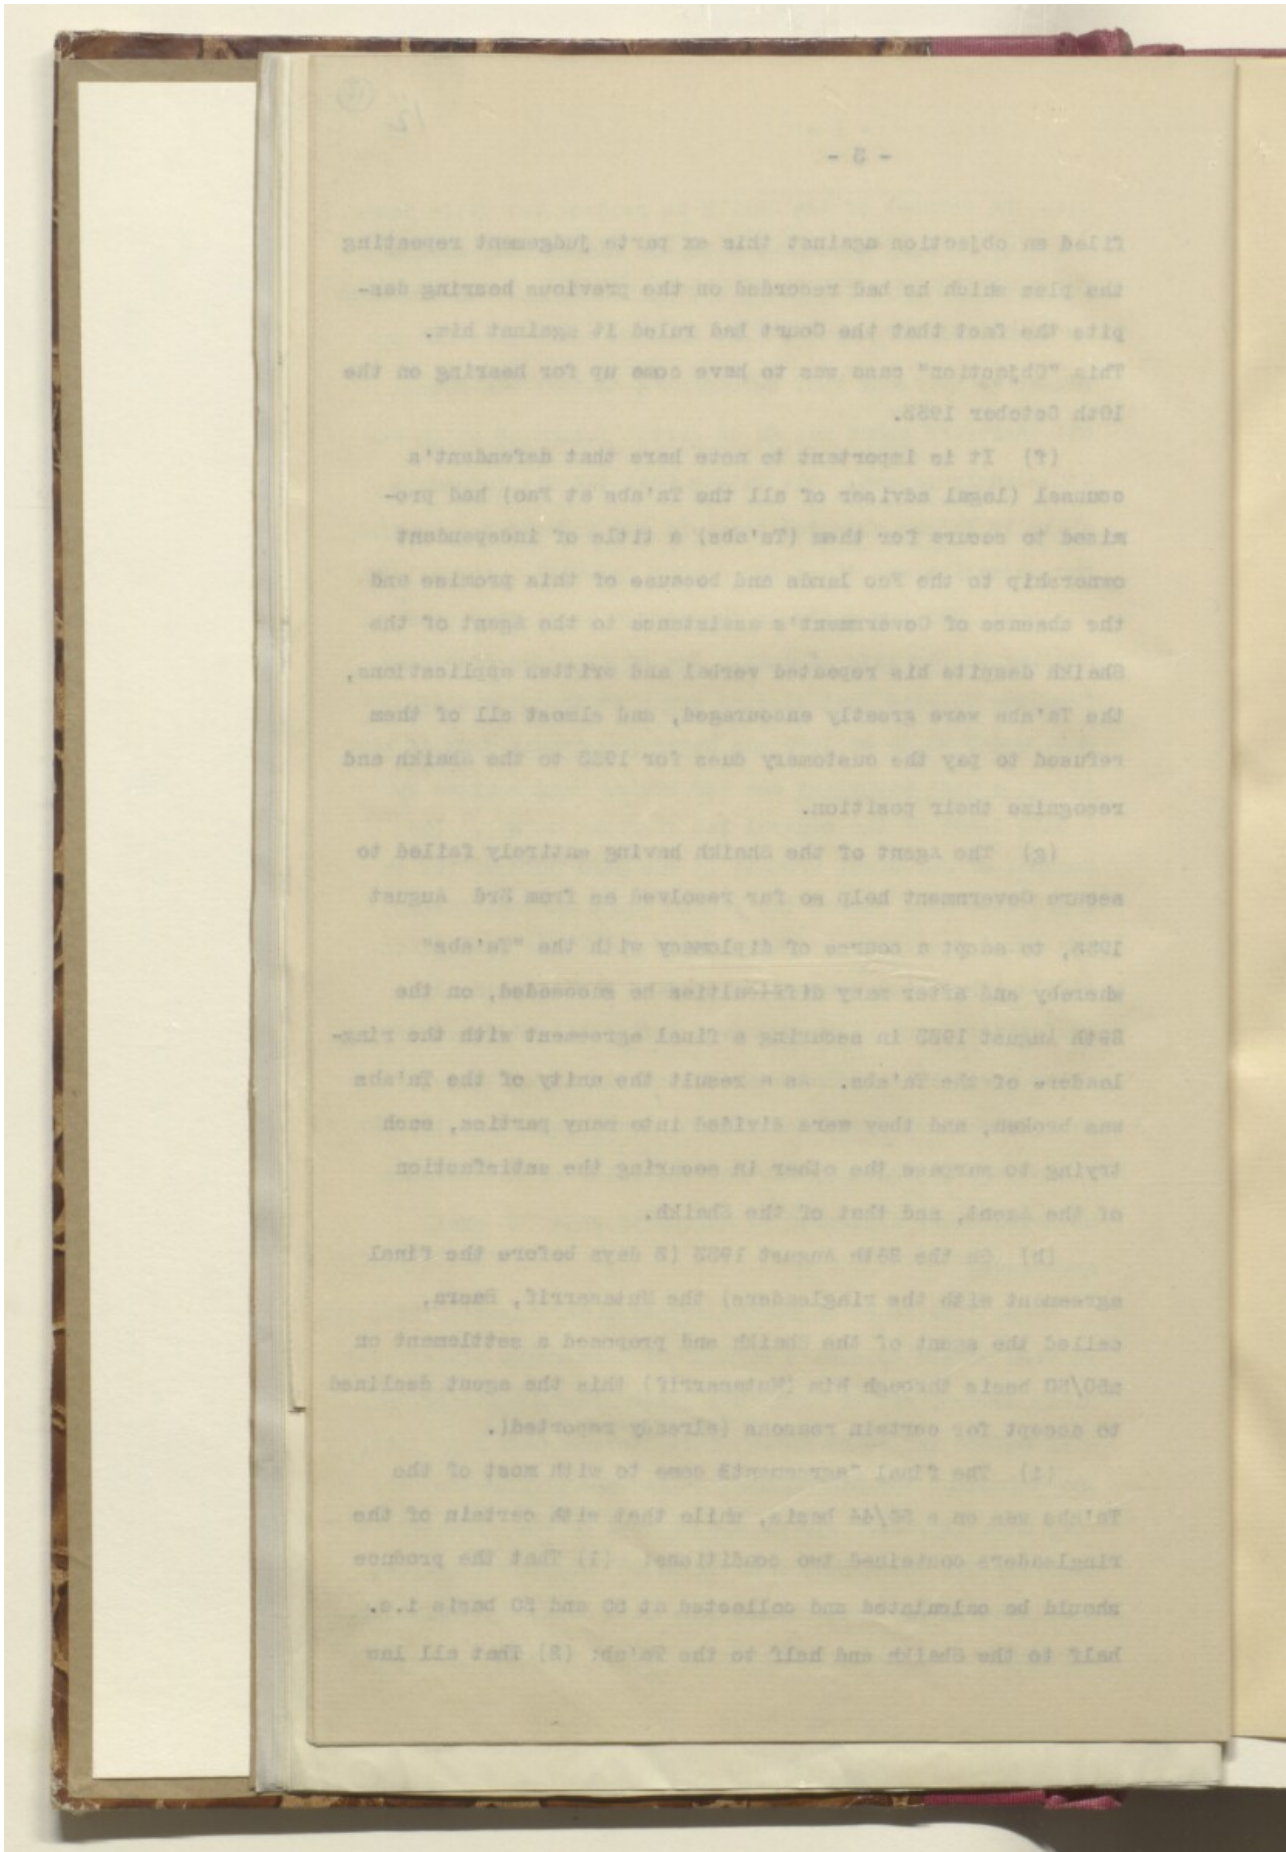 12
- 3 -
filed an objection against this ex parte judgement repeating
the plea which he had recorded on the previous hearing des-
pite the fact that the Court had ruled it against him.
This "Objection" case was to have come up for hearing on the
10th October 1933.
(f) It is important to note here that defendant's
counsel (legal adviser of all the Ta'abs at Fao) had pro-
mised to secure for them (Ta'abs) a title of independent
ownership to the Fao lands and because of this promise and
the absence of Government's assistance to the Agent of the
Sheikh despite his repeated verbal and written applications,
the Ta'abs were greatly encouraged, and almost all of them
refused to pay the customary dues for 1933 to the Sheikh and
recognize their position.
(g) The Agent of the Sheikh having entirely failed to
secure Government help so far resolved as from 3rd August
1933, to adopt a course of diplomacy with the "Ta'abs"
whereby and after many difficulties he succeeded, on the
29th August 1933 in securing a final agreement with the ring-
leaders of the Ta'abs. As a result the unity of the Ta'abs
was broken, and they were divided into many parties, each
trying to surpass the other in securing the satisfaction
of the Agent, and that of the Sheikh.
(h) On the 26th August 1933 (3 days before the final
agreement with the ringleaders) the Mutasarrif, Basra,
called the agent of the Sheikh and proposed a settlement on
a50/50 basis through him (Mutasarrif) this the agent declined
to accept for certain reasons (already reported).
(i) The final "agreement" come to with most of the
Ta'abs was on a 56/44 basis, while that with certain of the
ringleaders contained two conditions: (1) That the produce
should be calculated and collected at 50 and 50 basis i.e.
half to the Sheikh and half to the Ta'ab: (2) That all law